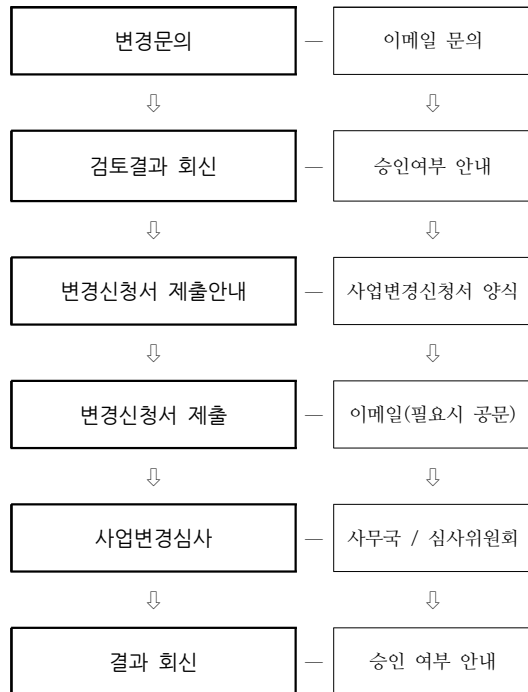 변경문의 — 이메일 문의
⇩ ⇩
검토결과 회신 — 승인여부 안내
⇩ ⇩
변경신청서 제출안내 — 사업변경신청서 양식
⇩ ⇩
변경신청서 제출 — 이메일(필요시 공문)
⇩ ⇩
사업변경심사 — 사무국 / 심사위원회
⇩ ⇩
결과 회신 — 승인 여부 안내